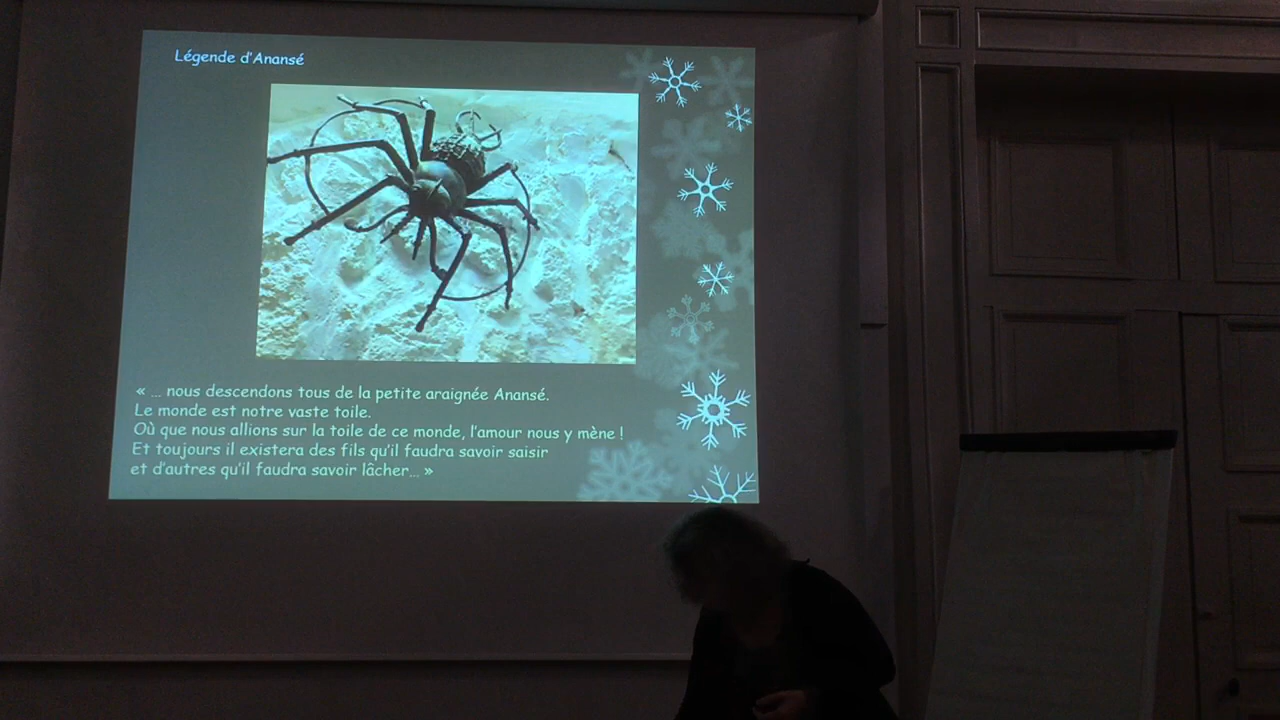 Légende d'Anansé
« ... nous descendons tous de la petite araignée Anansé.
Le monde est notre vaste toile.
Où que nous allions sur la toile de ce monde, l'amour nous y mène !
Et toujours il existera des fils qu'il faudra savoir saisir
et d'autres qu'il faudra savoir lâcher... »